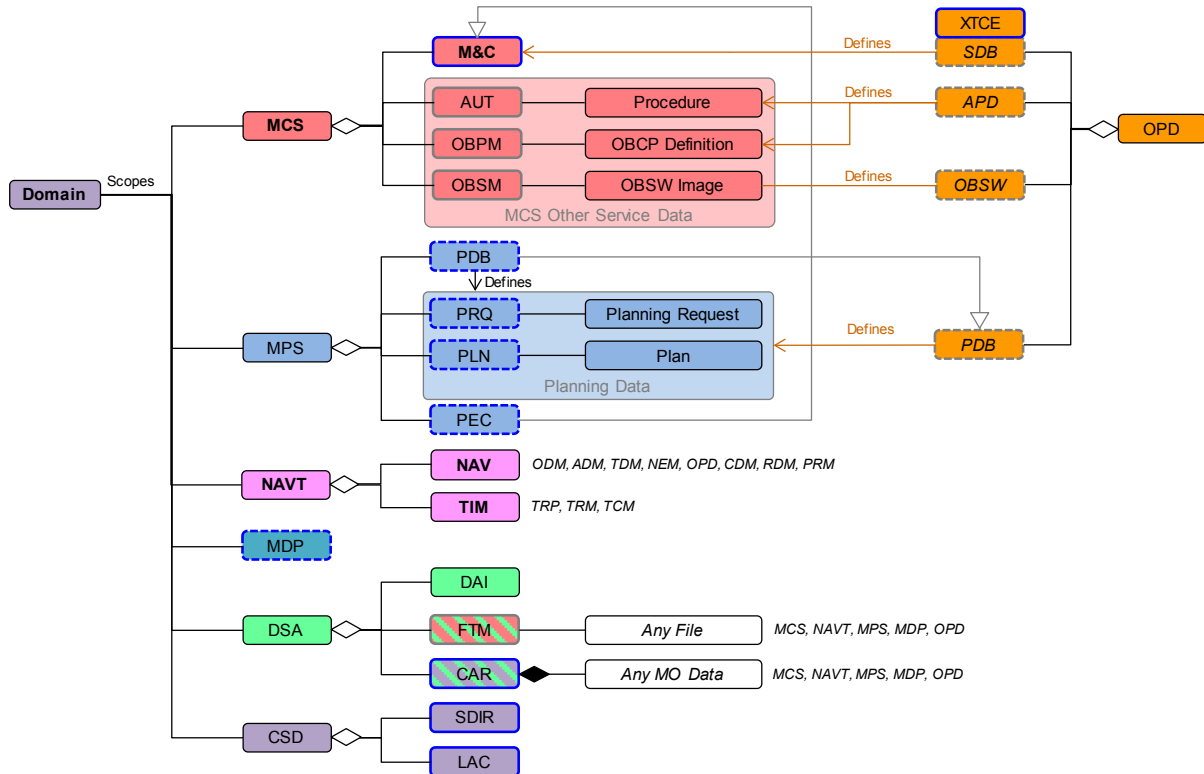 XTCE
M&C
Defines
SDB
AUT
Procedure
Defines
APD
MCS
OPD
OBPM
OBCP Definition
Domain
Scopes
OBSM
OBSW Image
Defines
OBSW
MCS Other Service Data
PDB
Defines
PRQ
Planning Request
MPS
PLN
Plan
Defines
PDB
Planning Data
PEC
NAV
ODM, ADM, TDM, NEM, OPD, CDM, RDM, PRM
NAVT
TIM
TRP, TRM, TCM
MDP
DAI
DSA
FTM
Any File
MCS, NAVT, MPS, MDP, OPD
CAR
Any MO Data
MCS, NAVT, MPS, MDP, OPD
SDIR
CSD
LAC